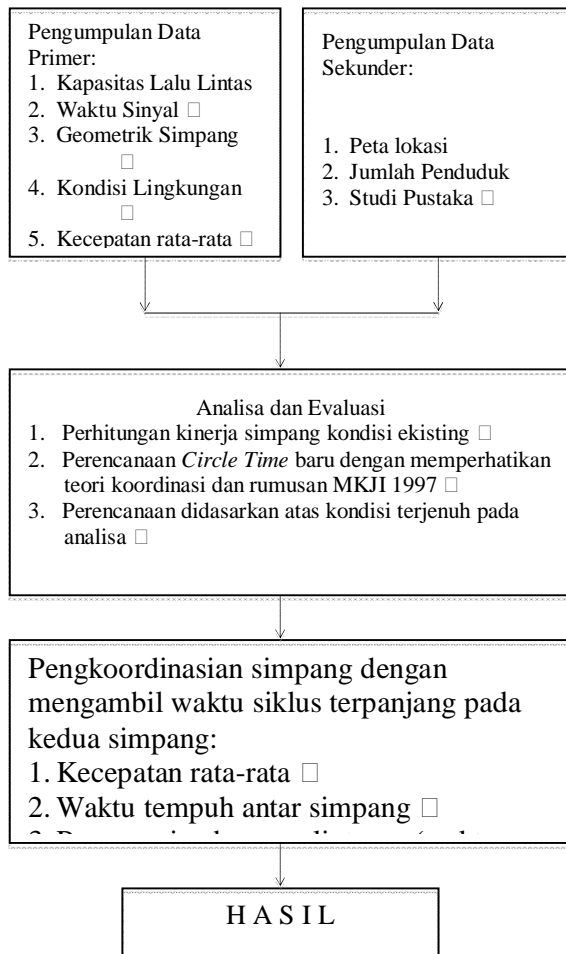 Pengumpulan Data
Primer:
1. Kapasitas Lalu Lintas
2. Waktu Sinyal □
3. Geometrik Simpang
□
4. Kondisi Lingkungan
□
5. Kecepatan rata-rata □
Pengumpulan Data
Sekunder:
1. Peta lokasi
2. Jumlah Penduduk
3. Studi Pustaka □
Analisa dan Evaluasi
1. Perhitungan kinerja simpang kondisi ekisting □
2. Perencanaan Circle Time baru dengan memperhatikan
teori koordinasi dan rumusan MKJI 1997 □
3. Perencanaan didasarkan atas kondisi terjenuh pada
analisa □
Pengkoordinasian simpang dengan
mengambil waktu siklus terpanjang pada
kedua simpang:
1. Kecepatan rata-rata □
2. Waktu tempuh antar simpang □
H A S I L